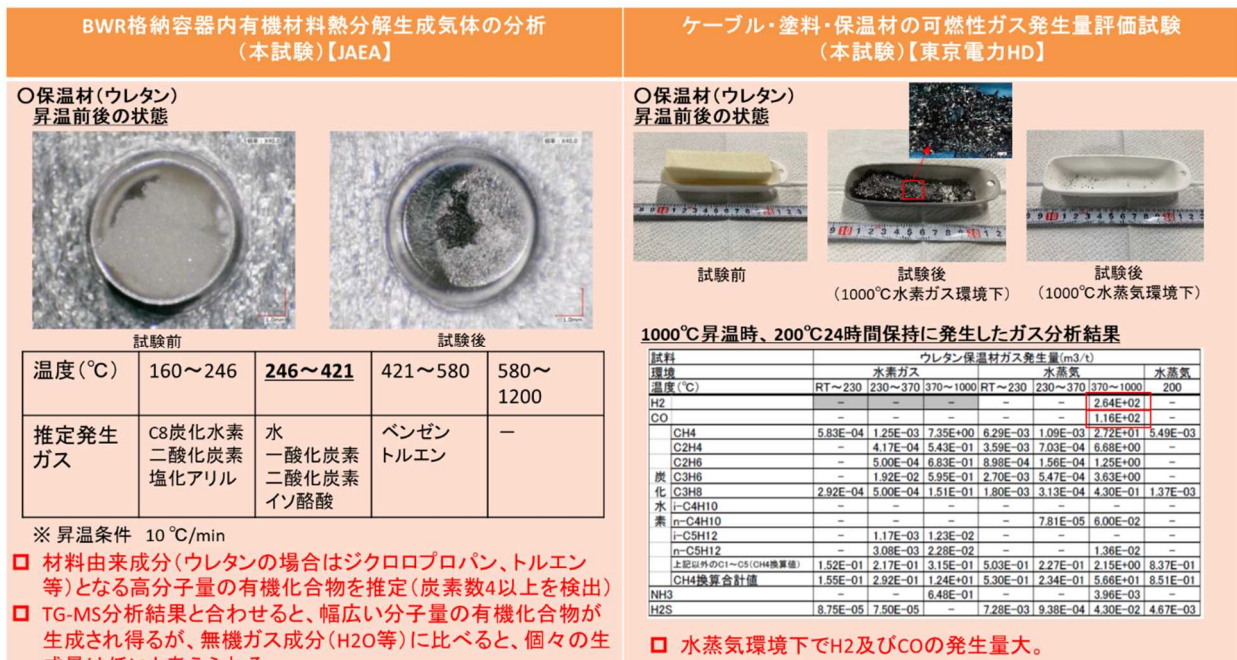 BWR格納容器内有機材料熱分解生成気体の分析
（本試験）【JAEA】
〇保温材（ウレタン）
昇温前後の状態
試験前
試験後
温度（℃） 160～246 246～421 421～580 580～
1200
推定発生 C8炭化水素 水 ベンゼン －
ガス 二酸化炭素 一酸化炭素 トルエン
塩化アリル 二酸化炭素
イソ酪酸
※ 昇温条件 10 ℃/min
材料由来成分（ウレタンの場合はジクロロプロパン、トルエン
等）となる高分子量の有機化合物を推定（炭素数4以上を検出）
TG-MS分析結果と合わせると、幅広い分子量の有機化合物が
生成され得るが、無機ガス成分（H2O等）に比べると、個々の生
ケーブル・塗料・保温材の可燃性ガス発生量評価試験
（本試験）【東京電力HD】
〇保温材（ウレタン）
昇温前後の状態
試験前
試験後
（1000℃水素ガス環境下）
試験後
（1000℃水蒸気環境下）
1000℃昇温時、200℃24時間保持に発生したガス分析結果
試料 ウレタン保温材ガス発生量(m3/t)
環境 水素ガス 水蒸気 水蒸気
温度(℃) RT～230 230～370 370～1000 RT～230 230～370 370～1000 200
H2 － － － － － 2.64E+02 －
CO － － － － － 1.16E+02 －
炭化水素
CH4 5.83E-04 1.25E-03 7.35E+00 6.29E-03 1.09E-03 2.72E+01 5.49E-03
C2H4 － 4.17E-04 5.43E-01 3.59E-03 7.03E-04 6.68E+00 －
C2H6 － 5.00E-04 6.83E-01 8.98E-04 1.56E-04 1.25E+00 －
C3H6 － 1.92E-02 5.95E-01 2.70E-03 5.47E-04 3.63E+00 －
C3H8 2.92E-04 5.00E-04 1.51E-01 1.80E-03 3.13E-04 4.30E-01 1.37E-03
i-C4H10 － － － － － － －
n-C4H10 － － － － 7.81E-05 6.00E-02 －
i-C5H12 － 1.17E-03 1.23E-02 － － － －
n-C5H12 － 3.08E-03 2.28E-02 － － 1.36E-02 －
上記以外のC1～C5(CH4換算値) 1.52E-01 2.17E-01 3.15E-01 5.03E-01 2.27E-01 2.15E+00 8.37E-01
CH4換算合計値 1.55E-01 2.92E-01 1.24E+01 5.30E-01 2.34E-01 5.66E+01 8.51E-01
NH3 － － 6.48E-01 － － 3.96E-03 －
H2S 8.75E-05 7.50E-05 － 7.28E-03 9.38E-04 4.30E-02 4.67E-03
水蒸気環境下でH2及びCOの発生量大。